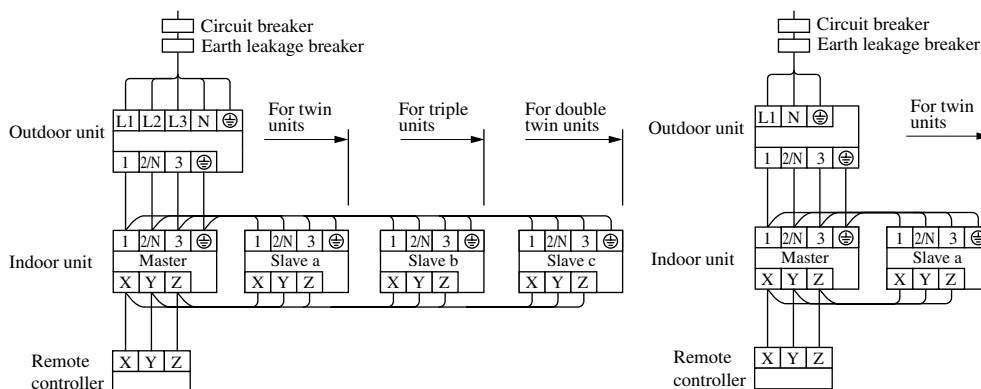 Circuit breaker
Earth leakage breaker
Outdoor unit
L1 L2 L3 N
1 2/N 3
For twin
units
For triple
units
For double
twin units
Indoor unit
1 2/N 3
Master
X Y Z
1 2/N 3
Slave a
X Y Z
1 2/N 3
Slave b
X Y Z
1 2/N 3
Slave c
X Y Z
Remote
controller
X Y Z
Circuit breaker
Earth leakage breaker
Outdoor unit
L1 N
1 2/N 3
For twin
units
Indoor unit
1 2/N 3
Master
X Y Z
1 2/N 3
Slave a
X Y Z
Remote
controller
X Y Z